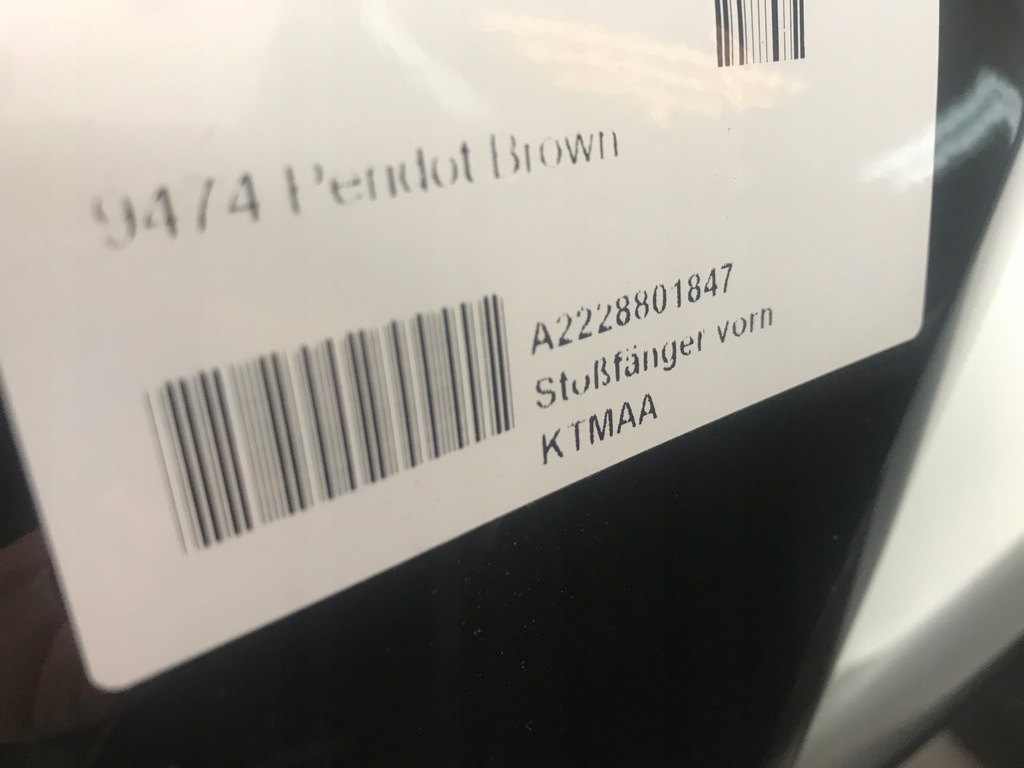 9474 Peridot Brown
A2228801847
Stoßfänger vorn
KTMAA